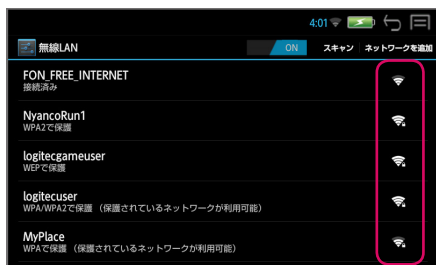 4:01
無線LAN ON スキャン ネットワークを追加
FON_FREE_INTERNET
接続済み
NyancoRun1
WPA2で保護
logitecgameuser
WEPで保護
logitecuser
WPA/WPA2で保護 （保護されているネットワークが利用可能）
MyPlace
WPAで保護 （保護されているネットワークが利用可能）